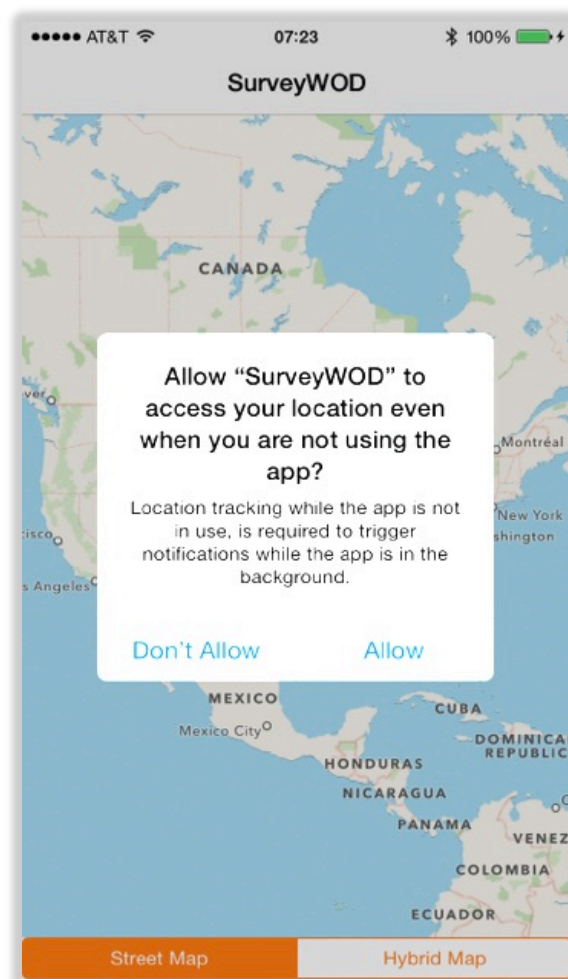 AT&T 07:23 100%
SurveyWOD
CANADA
Allow “SurveyWOD” to
access your location even
when you are not using the
app?
Location tracking while the app is not
in use, is required to trigger
notifications while the app is in the
background.
Don't Allow Allow
ver
Montréal
New York
isco
shington
s Angeles
MEXICO
CUBA
Mexico City
DOMINICA
REPUBLIC
HONDURAS
NICARAGUA
PANAMA
VENEZ
COLOMBIA
ECUADOR
Street Map Hybrid Map